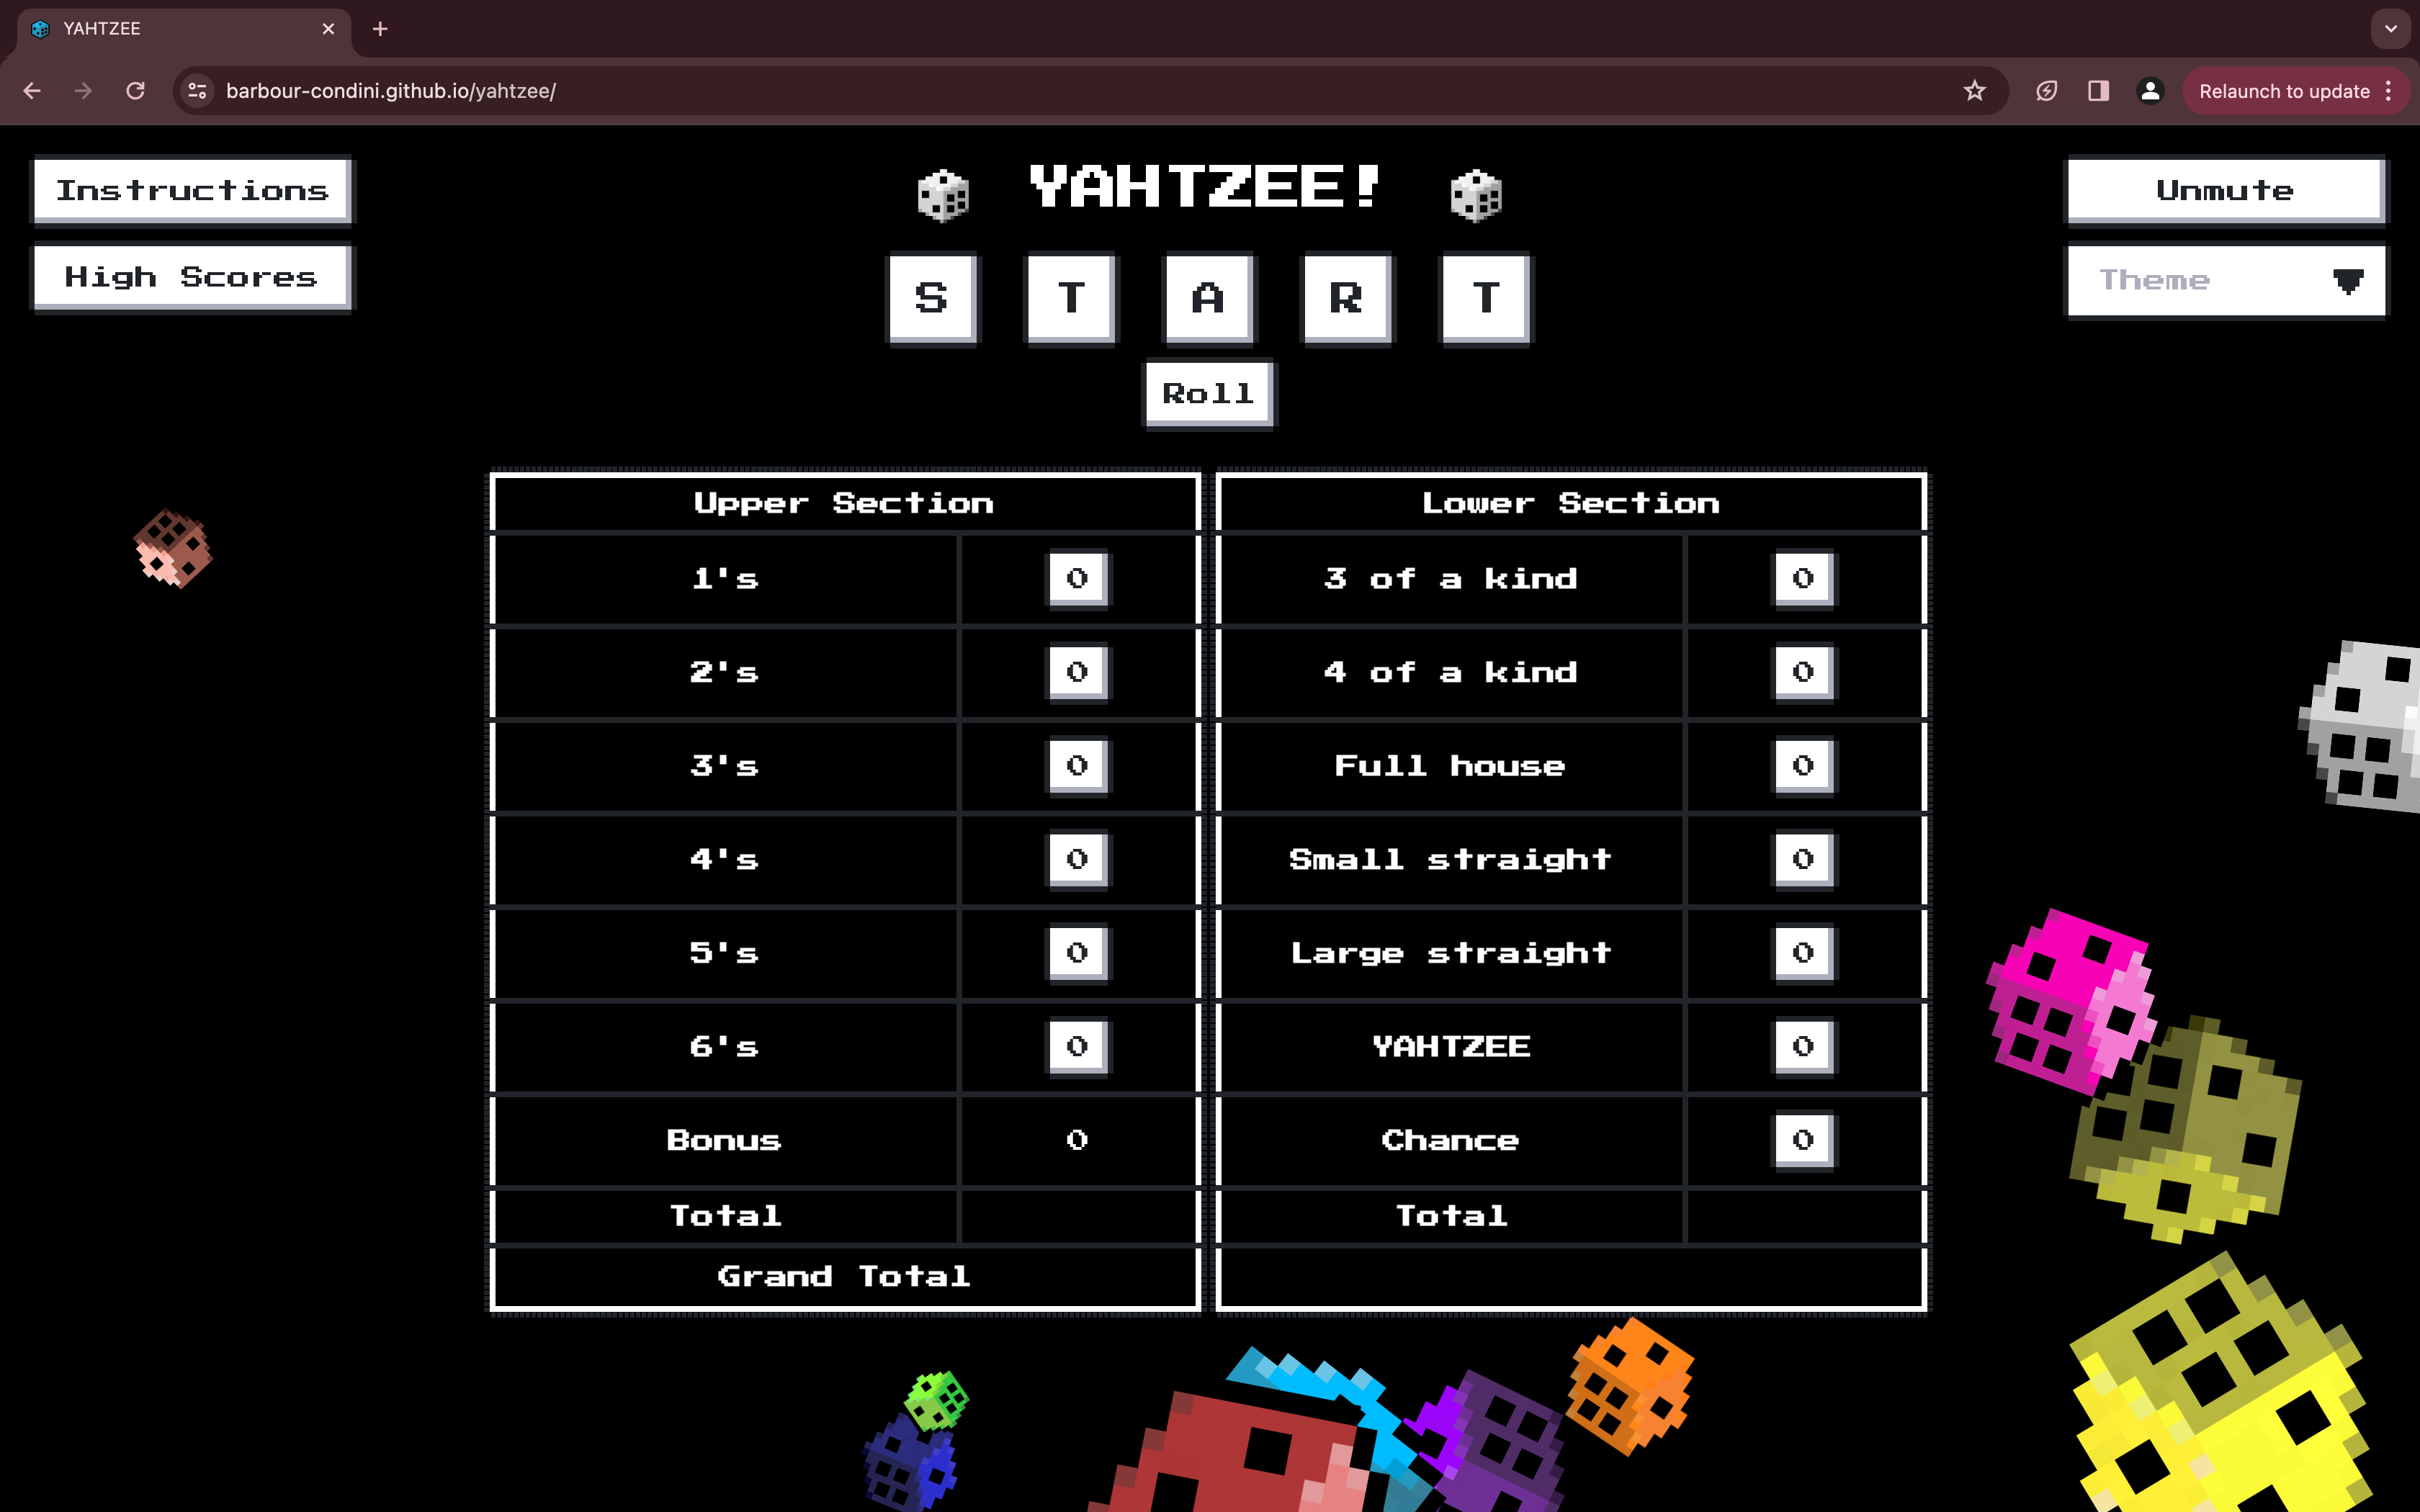 YAHTZEE
barbour-condini.github.io/yahtzee/
Relaunch to update
Instructions
High Scores
YAHTZEE!
S T A R T
Roll
Unmute
Theme
Upper Section
1's 0
2's 0
3's 0
4's 0
5's 0
6's 0
Bonus 0
Total
Grand Total
Lower Section
3 of a kind 0
4 of a kind 0
Full house 0
Small straight 0
Large straight 0
YAHTZEE 0
Chance 0
Total